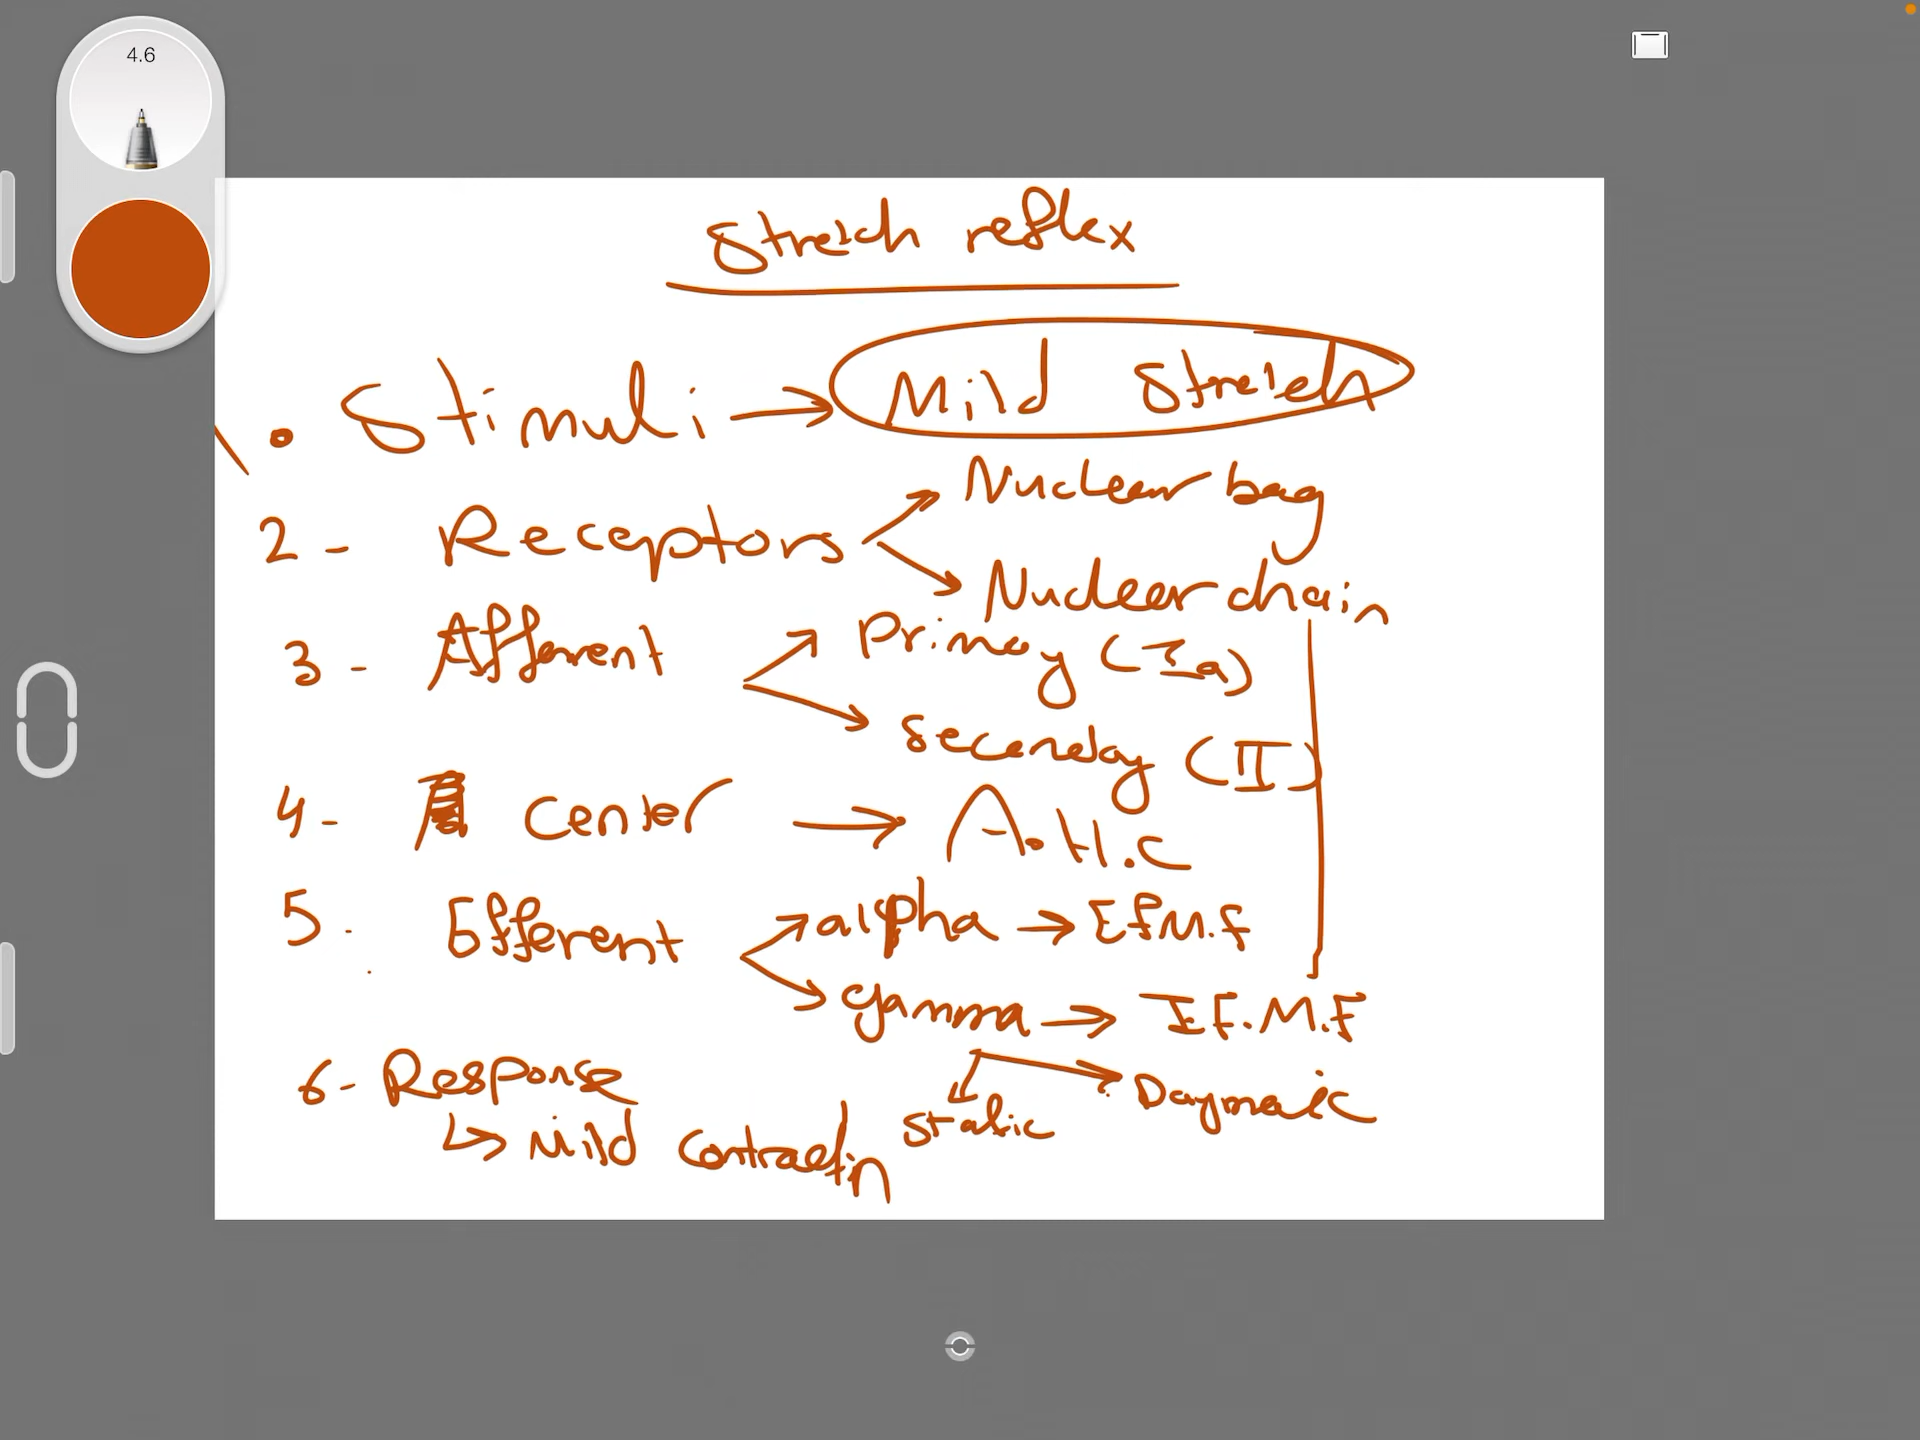 4.6
Stretch reflex
1. Stimuli → Mild stretch
2 - Receptors
Nuclear bag
Nuclear chain
3 - Afferent
Primary (Ia)
Secondary (II)
4 - Center → A.H.C
5 - Efferent
alpha → E.F.M.F
gamma → I.F.M.F
Static
6 - Response
↳ Mild Contraction